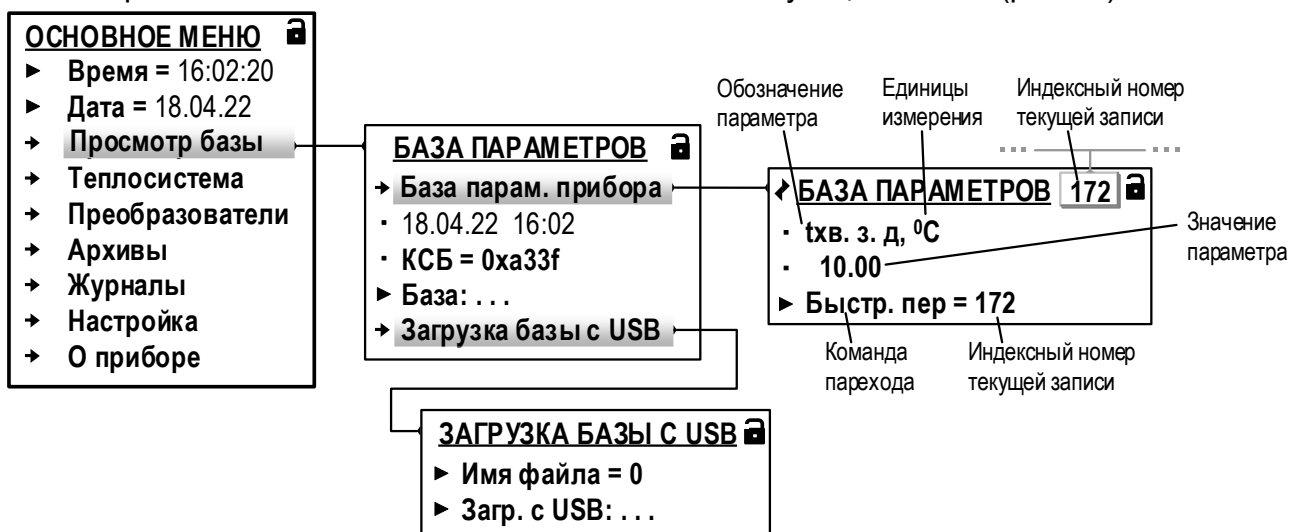 ОСНОВНОЕ МЕНЮ
Время = 16:02:20
Дата = 18.04.22
Просмотр базы
Теплосистема
Преобразователи
Архивы
Журналы
Настройка
О приборе
БАЗА ПАРАМЕТРОВ
База парам. прибора
18.04.22 16:02
КСБ = 0xa33f
База: . . .
Загрузка базы с USB
Обозначение
параметра
Единицы
измерения
Индексный номер
текущей записи
БАЗА ПАРАМЕТРОВ 172
tхв. з. д, ⁰С
10.00
Быстр. пер = 172
Значение
параметра
Команда
парехода
Индексный номер
текущей записи
ЗАГРУЗКА БАЗЫ С USB
Имя файла = 0
Загр. с USB: . . .